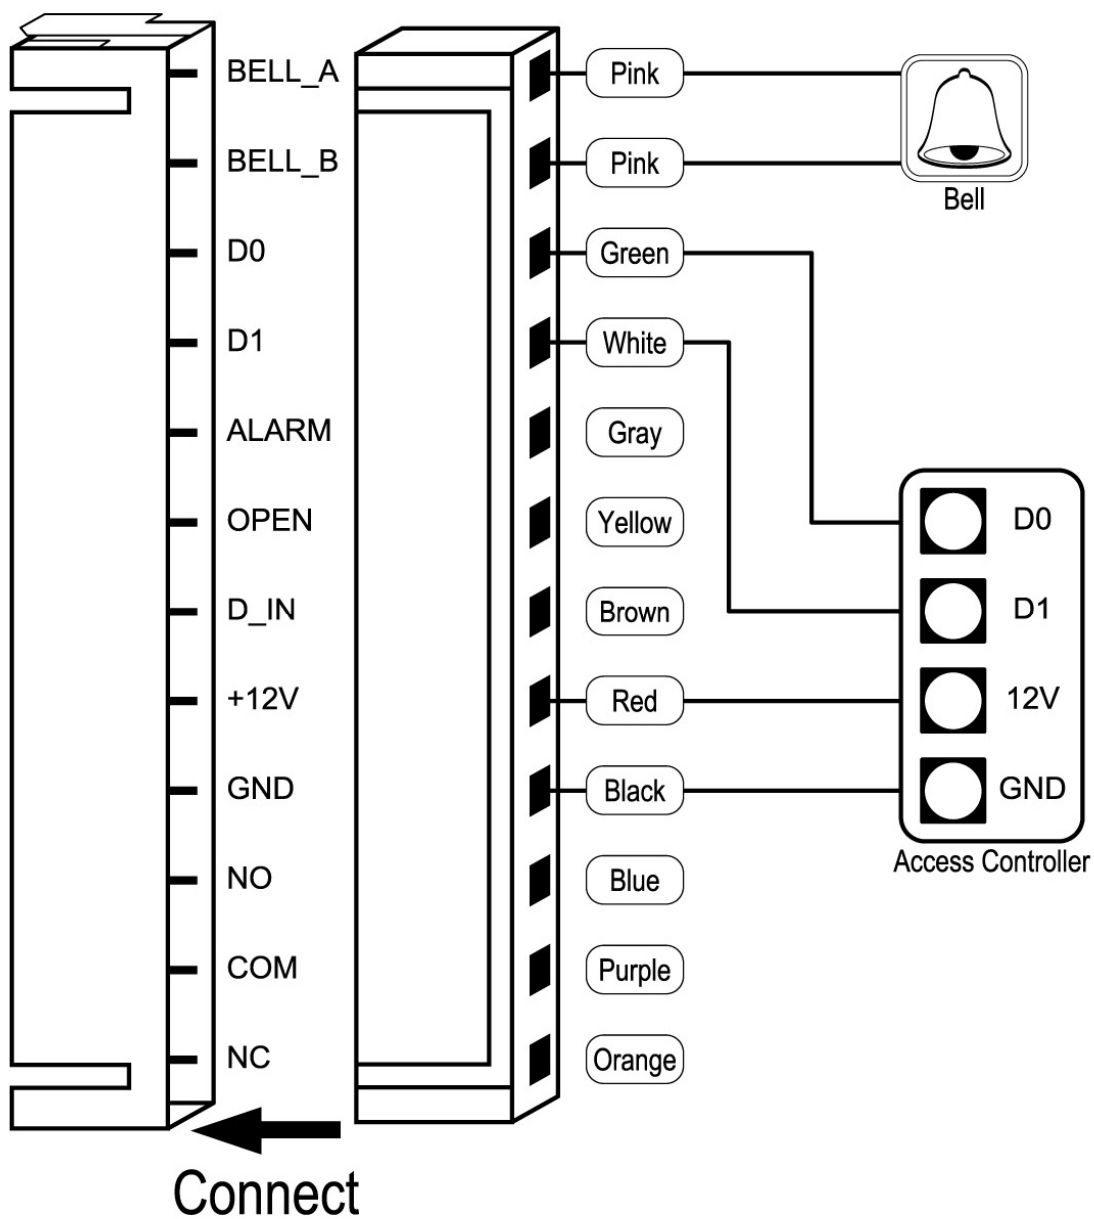 BELL_A
Pink
BELL_B
Pink
Bell
D0
Green
D1
White
ALARM
Gray
OPEN
Yellow
D0
D_IN
Brown
D1
+12V
Red
12V
GND
Black
GND
Access Controller
NO
Blue
COM
Purple
NC
Orange
Connect